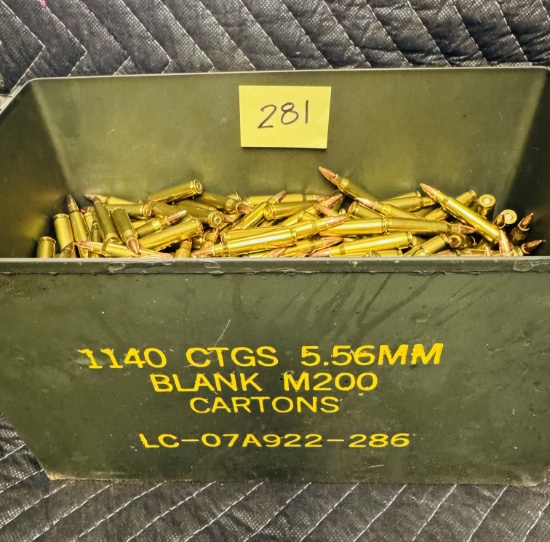 281
1140 CTGS 5.56MM
BLANK M200
CARTONS
LC-07A922-286